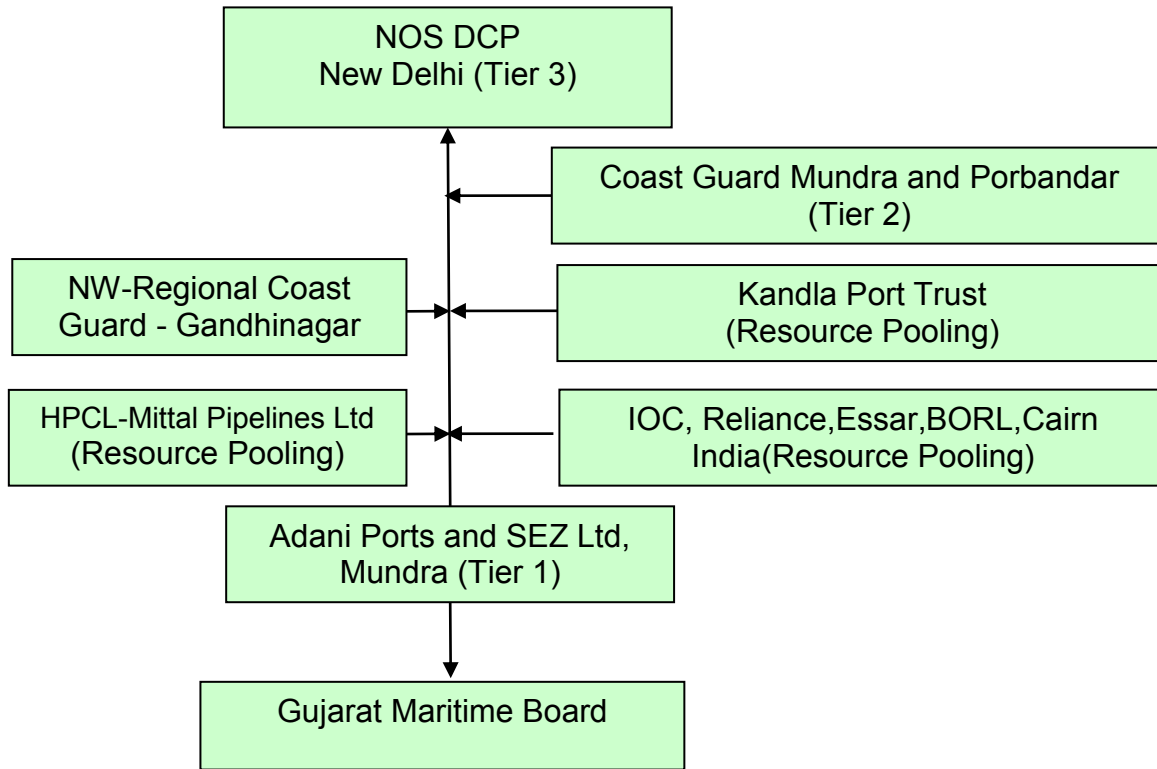 NOS DCP
New Delhi (Tier 3)
Coast Guard Mundra and Porbandar
(Tier 2)
NW-Regional Coast
Guard - Gandhinagar
Kandla Port Trust
(Resource Pooling)
HPCL-Mittal Pipelines Ltd
(Resource Pooling)
IOC, Reliance,Essar,BORL,Cairn
India(Resource Pooling)
Adani Ports and SEZ Ltd,
Mundra (Tier 1)
Gujarat Maritime Board